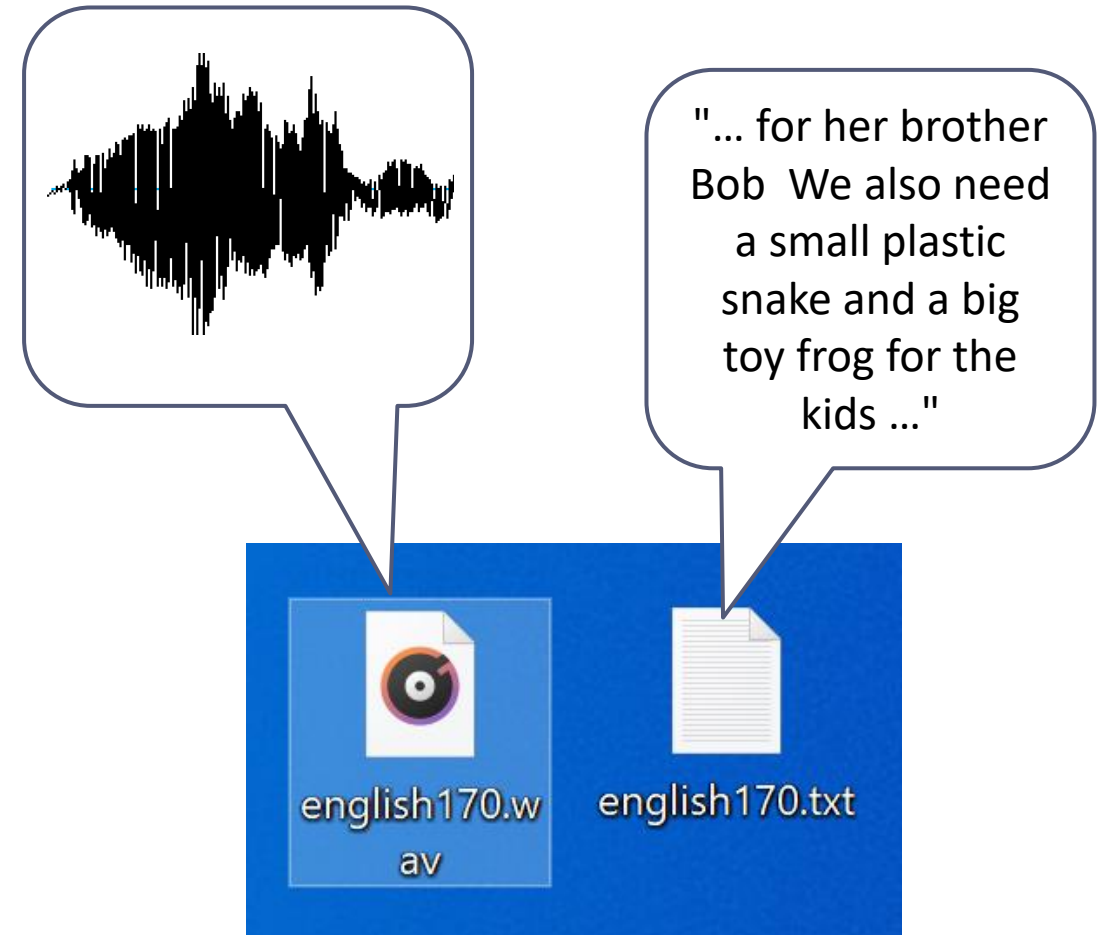 "... for her brother
Bob  We also need
a small plastic
snake and a big
toy frog for the
kids ..."
english170.w
av
english170.txt